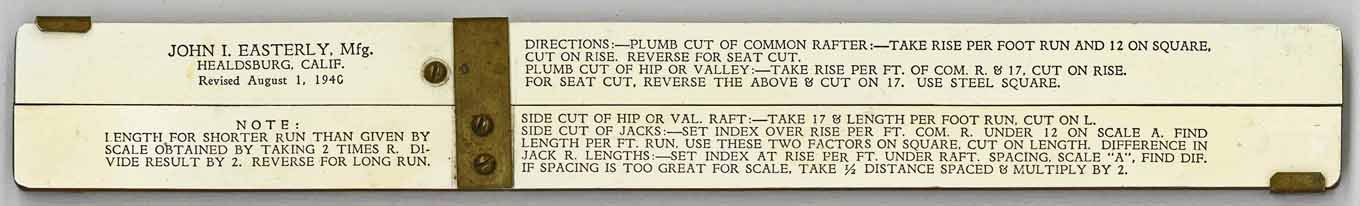 JOHN I. EASTERLY, Mfg.
HEALDSBURG, CALIF.
Revised August 1, 1940
DIRECTIONS:—PLUMB CUT OF COMMON RAFTER:—TAKE RISE PER FOOT RUN AND 12 ON SQUARE,
CUT ON RISE. REVERSE FOR SEAT CUT.
PLUMB CUT OF HIP OR VALLEY:—TAKE RISE PER FT. OF COM. R. & 17, CUT ON RISE.
FOR SEAT CUT, REVERSE THE ABOVE & CUT ON 17. USE STEEL SQUARE.
NOTE:
LENGTH FOR SHORTER RUN THAN GIVEN BY
SCALE OBTAINED BY TAKING 2 TIMES R. DI-
VIDE RESULT BY 2. REVERSE FOR LONG RUN.
SIDE CUT OF HIP OR VAL. RAFT:—TAKE 17 & LENGTH PER FOOT RUN, CUT ON L.
SIDE CUT OF JACKS:—SET INDEX OVER RISE PER FT. COM. R. UNDER 12 ON SCALE A. FIND
LENGTH PER FT. RUN, USE THESE TWO FACTORS ON SQUARE, CUT ON LENGTH. DIFFERENCE IN
JACK R. LENGTHS:—SET INDEX AT RISE PER FT. UNDER RAFT. SPACING, SCALE "A", FIND DIF.
IF SPACING IS TOO GREAT FOR SCALE, TAKE ½ DISTANCE SPACED & MULTIPLY BY 2.